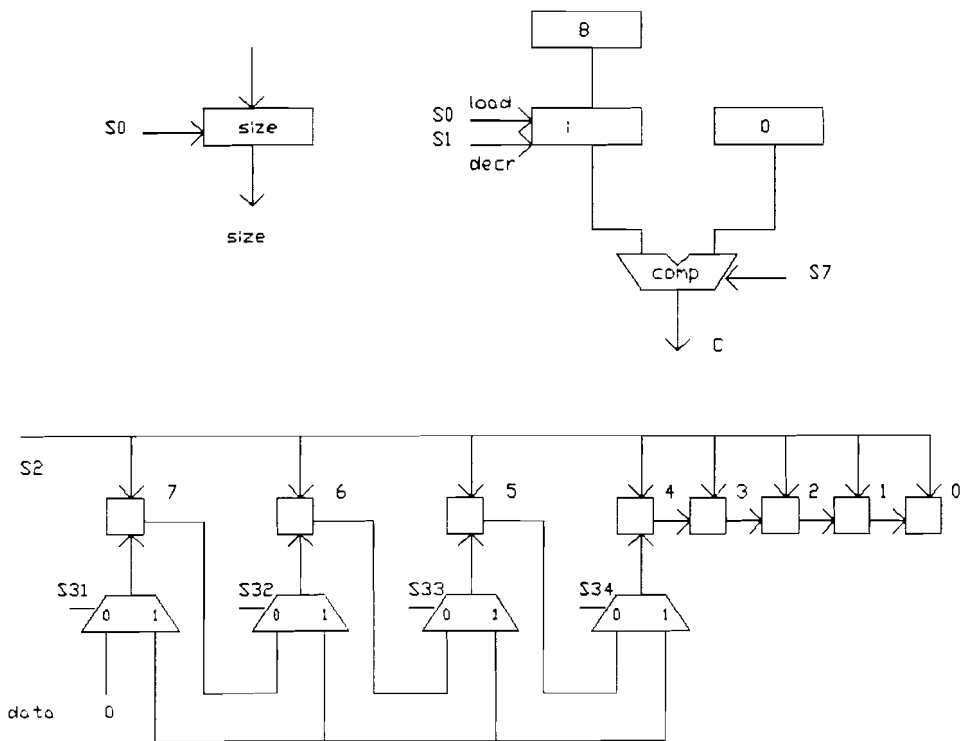 8
S0 load
S0 size i 0
S1
decr
size
comp S7
C
S2
7 6 5 4 3 2 1 0
S31 S32 S33 S34
0 1 0 1 0 1 0 1
data 0